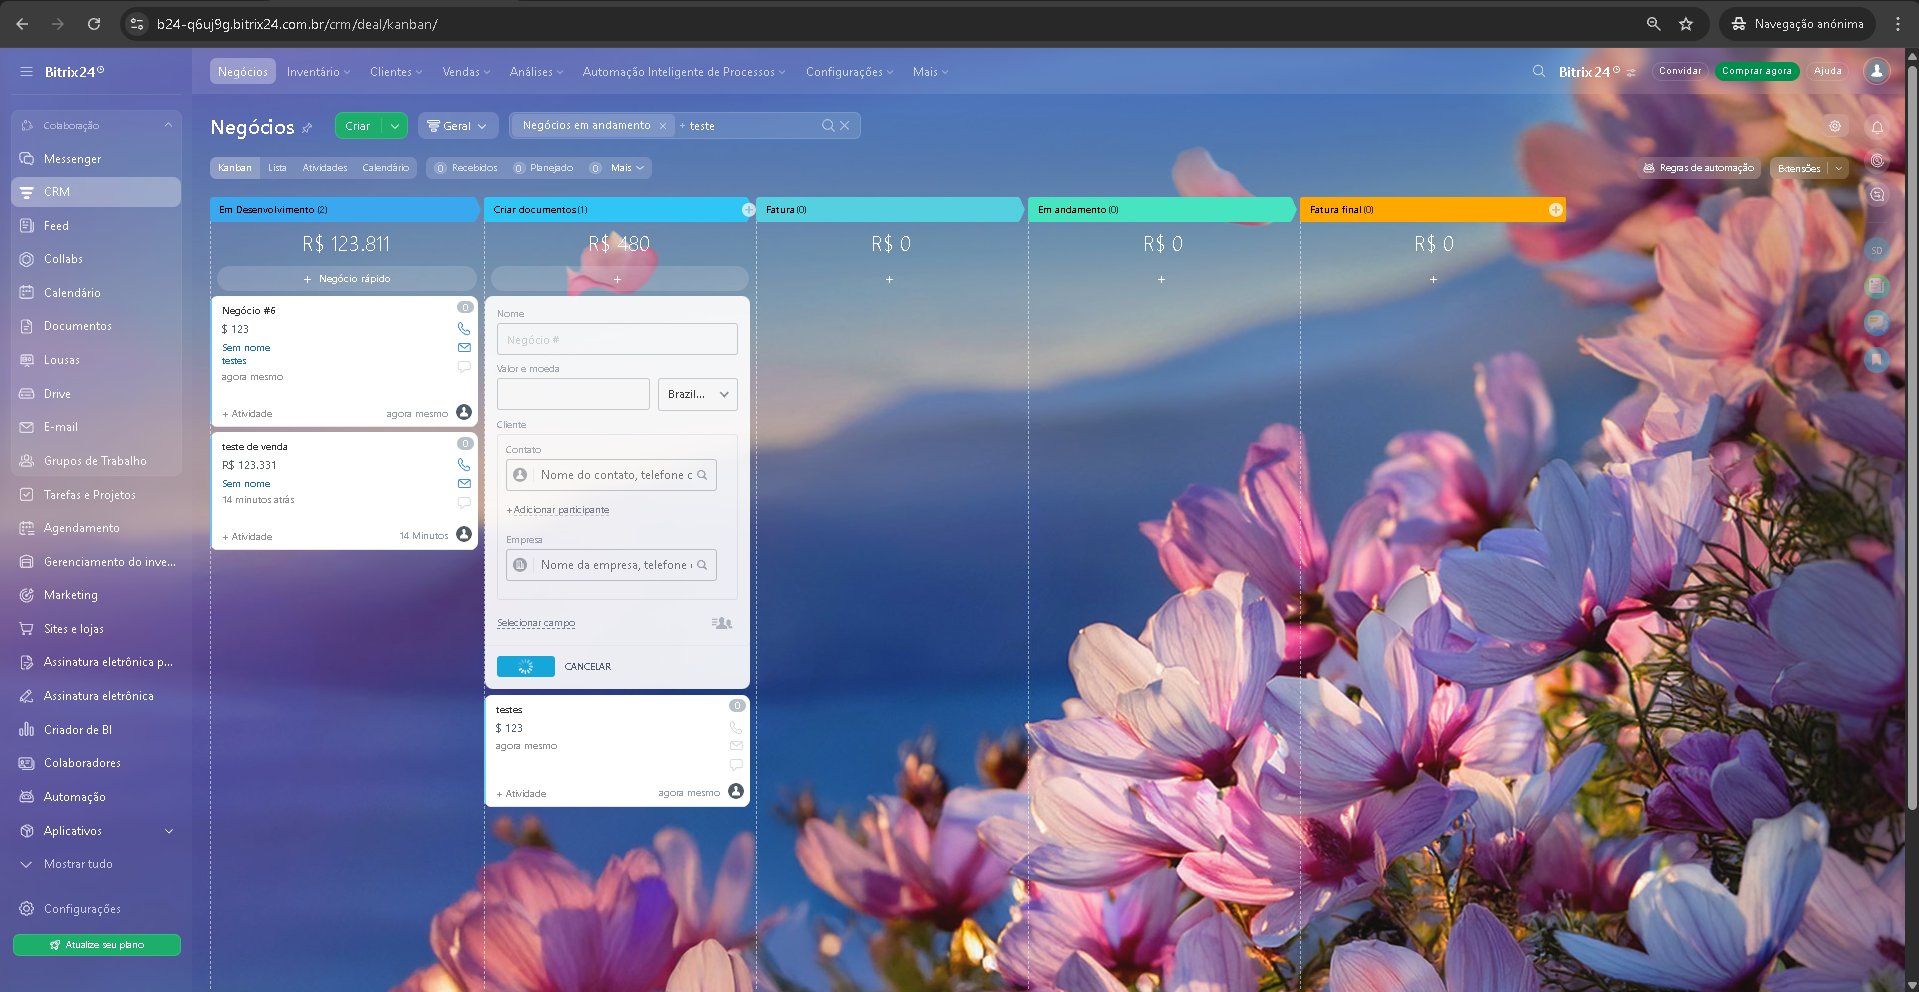 b24-q6uj9g.bitrix24.com.br/crm/deal/kanban/
Navegação anónima
Bitrix24
Negócios
Inventário
Clientes
Vendas
Análises
Automação Inteligente de Processos
Configurações
Mais
Bitrix24
Convidar
Comprar agora
Ajuda
Colaboração
Messenger
CRM
Feed
Collabs
Calendário
Documentos
Lousas
Drive
E-mail
Grupos de Trabalho
Tarefas e Projetos
Agendamento
Gerenciamento do inve...
Marketing
Sites e lojas
Assinatura eletrônica p...
Assinatura eletrônica
Criador de BI
Colaboradores
Automação
Aplicativos
Mostrar tudo
Configurações
Atualize seu plano
Negócios
Criar
Geral
Negócios em andamento
+ teste
Kanban
Lista
Atividades
Calendário
0 Recebidos
0 Planejado
0 Mais
Regras de automação
Extensões
SD
Em Desenvolvimento (2)
R$ 123.811
+ Negócio rápido
Negócio #6
0
$ 123
Sem nome
testes
agora mesmo
+ Atividade
agora mesmo
teste de venda
0
R$ 123.331
Sem nome
14 minutos atrás
+ Atividade
14 Minutos
Criar documentos (1)
R$ 480
+
Nome
Negócio #
Valor e moeda
Brazil...
Cliente
Contato
Nome do contato, telefone c
+Adicionar participante
Empresa
Nome da empresa, telefone
Selecionar campo
CANCELAR
testes
0
$ 123
agora mesmo
+ Atividade
agora mesmo
Fatura (0)
R$ 0
+
Em andamento (0)
R$ 0
+
Fatura final (0)
R$ 0
+